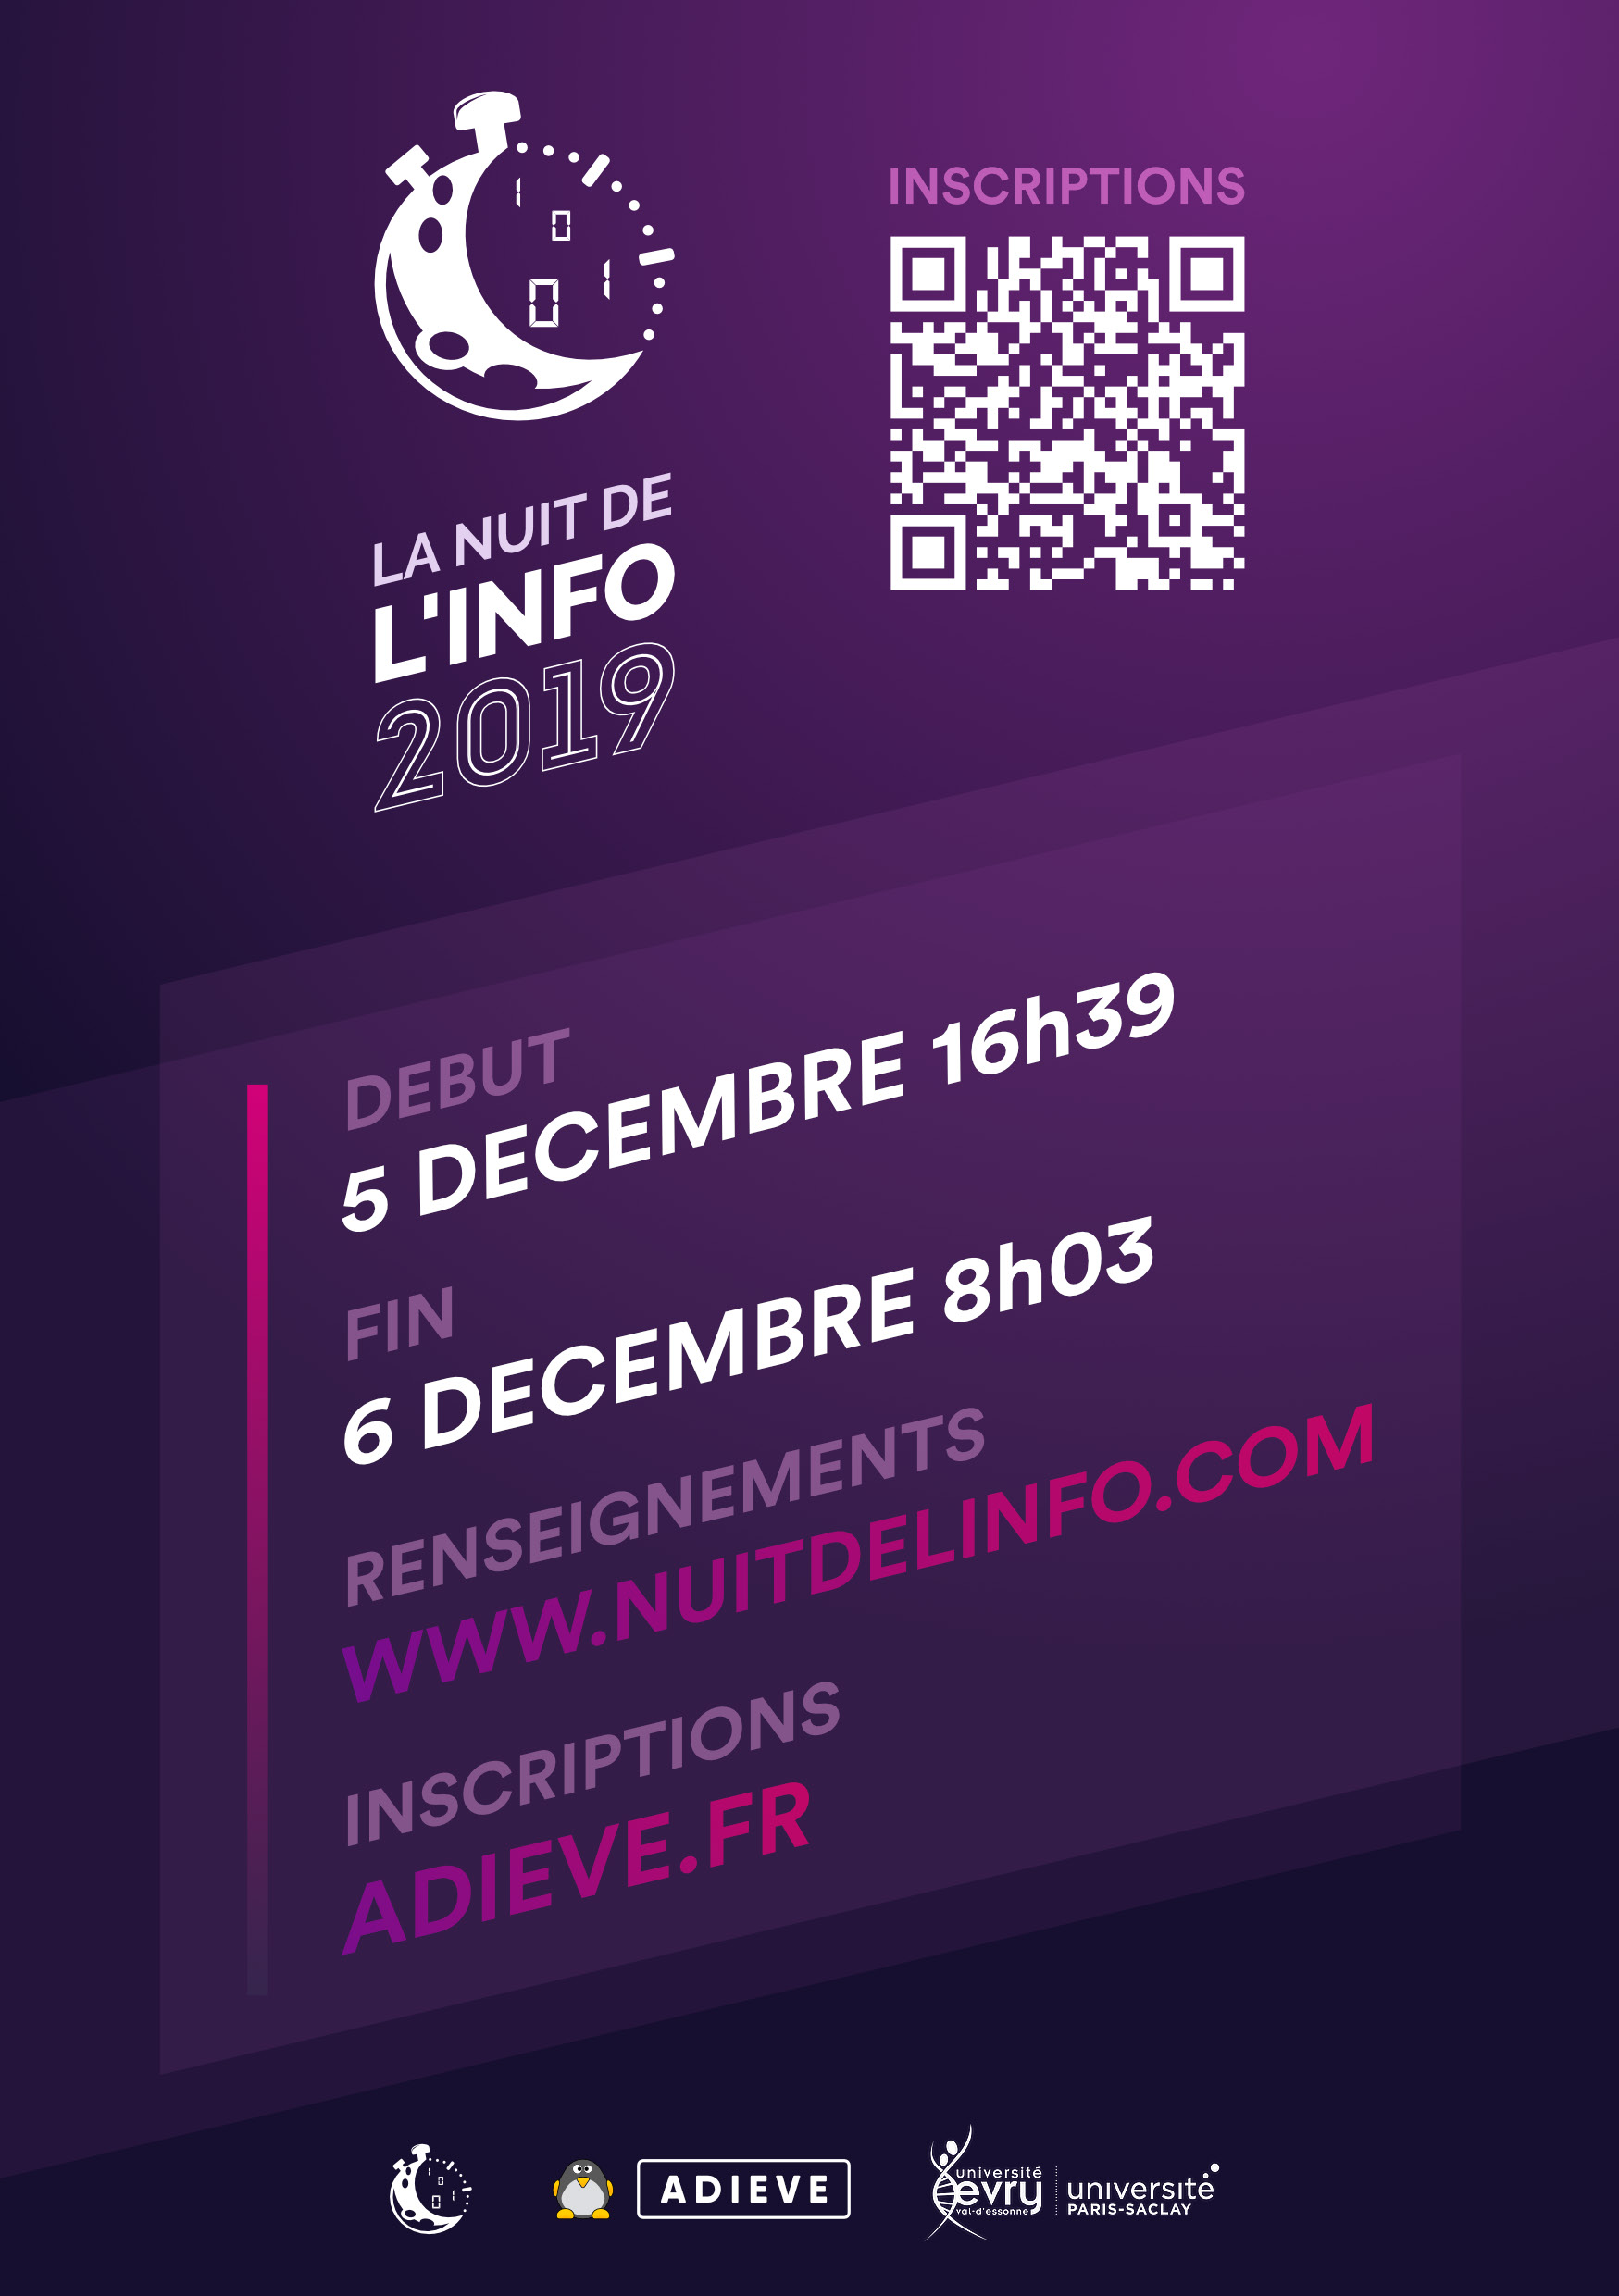 LA NUIT DE
L'INFO
2019
INSCRIPTIONS
DEBUT
5 DECEMBRE 16h39
FIN
6 DECEMBRE 8h03
RENSEIGNEMENTS
WWW.NUITDELINFO.COM
INSCRIPTIONS
ADIEVE.FR
ADIEVE
université
evry
val-d'essonne
université
PARIS-SACLAY